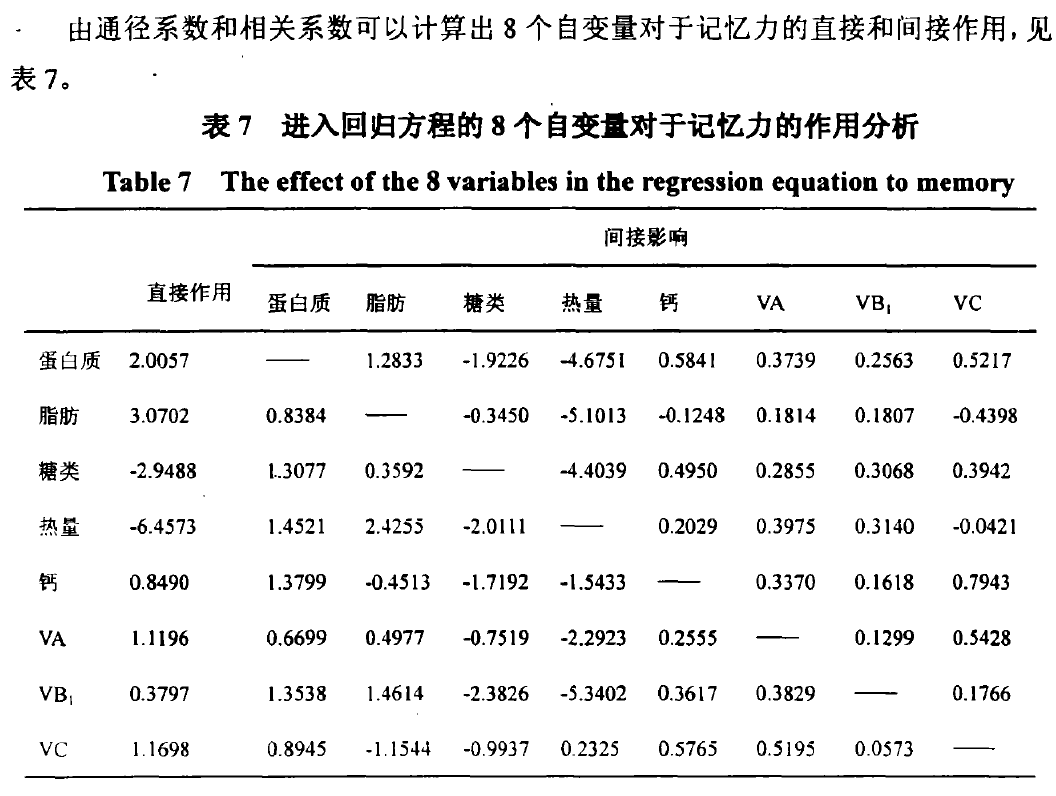 由通径系数和相关系数可以计算出 8 个自变量对于记忆力的直接和间接作用，见
表 7。
表 7 进入回归方程的 8 个自变量对于记忆力的作用分析
Table 7 The effect of the 8 variables in the regression equation to memory
间接影响
直接作用 蛋白质 脂肪 糖类 热量 钙 VA VB₁ VC
蛋白质 2.0057 —— 1.2833 -1.9226 -4.6751 0.5841 0.3739 0.2563 0.5217
脂肪 3.0702 0.8384 —— -0.3450 -5.1013 -0.1248 0.1814 0.1807 -0.4398
糖类 -2.9488 1.3077 0.3592 —— -4.4039 0.4950 0.2855 0.3068 0.3942
热量 -6.4573 1.4521 2.4255 -2.0111 —— 0.2029 0.3975 0.3140 -0.0421
钙 0.8490 1.3799 -0.4513 -1.7192 -1.5433 —— 0.3370 0.1618 0.7943
VA 1.1196 0.6699 0.4977 -0.7519 -2.2923 0.2555 —— 0.1299 0.5428
VB₁ 0.3797 1.3538 1.4614 -2.3826 -5.3402 0.3617 0.3829 —— 0.1766
VC 1.1698 0.8945 -1.1544 -0.9937 0.2325 0.5765 0.5195 0.0573 ——